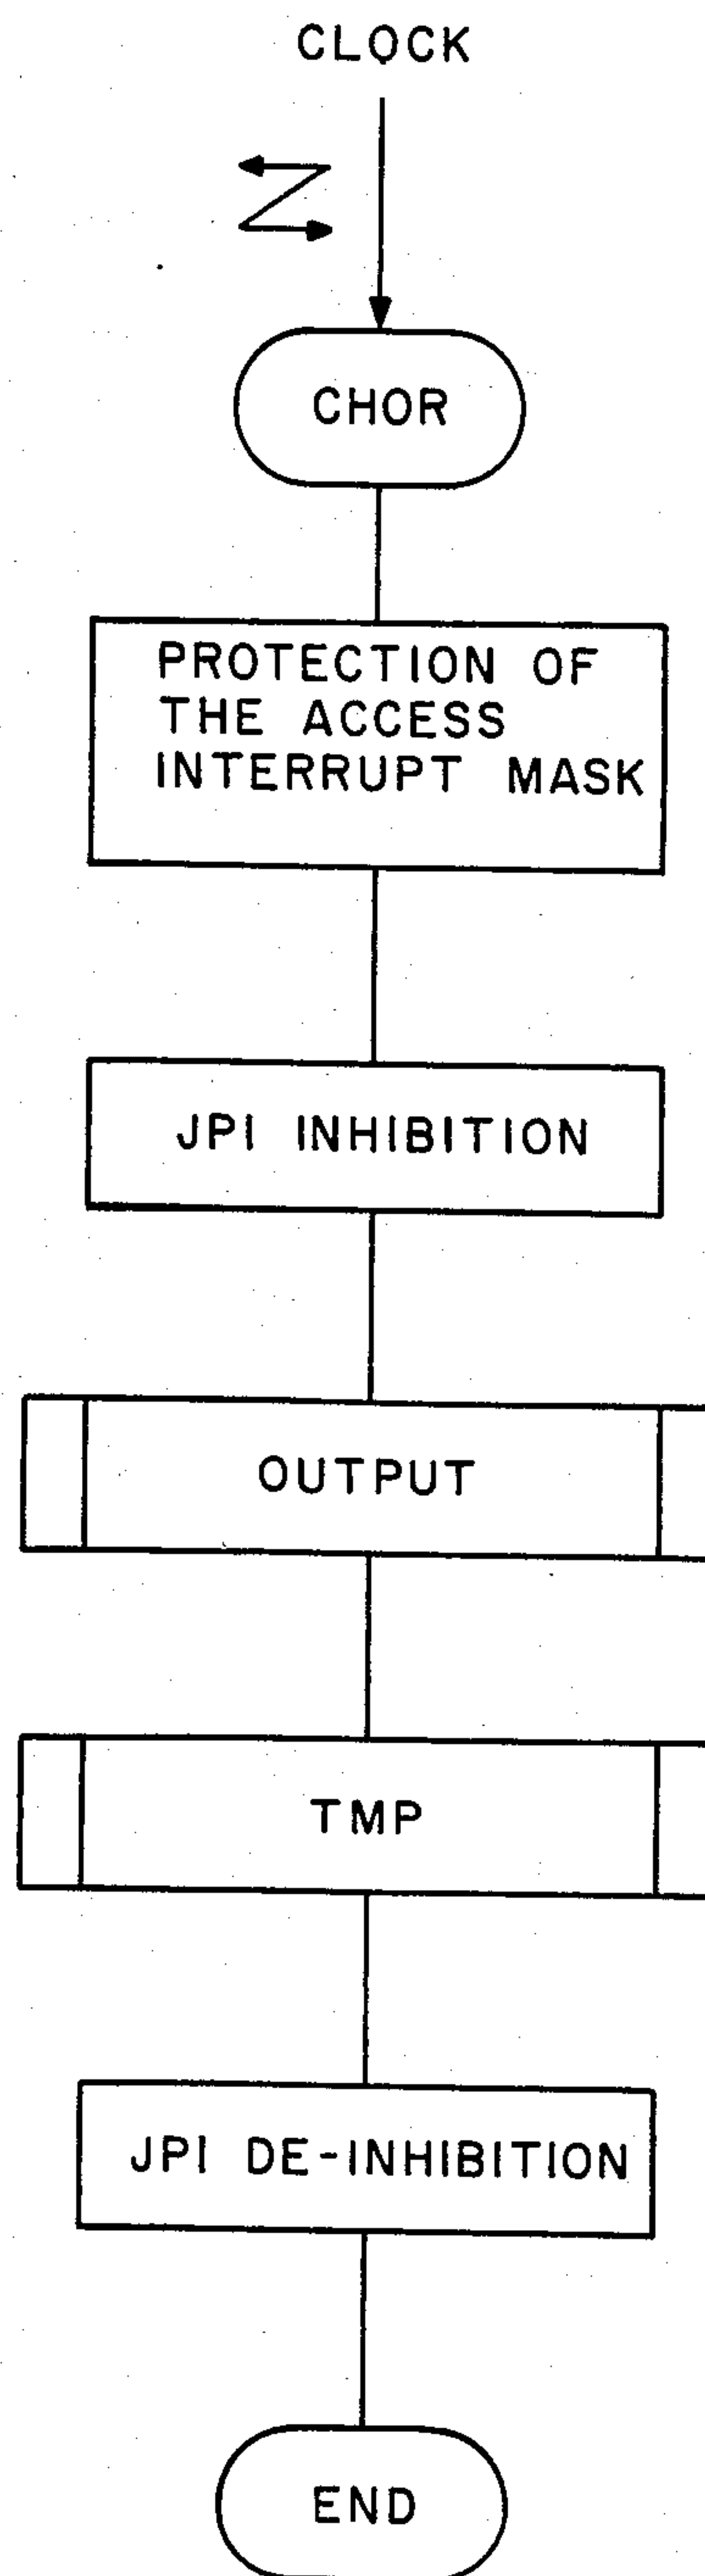 CLOCK
CHOR
PROTECTION OF
THE ACCESS
INTERRUPT MASK
JPI INHIBITION
OUTPUT
TMP
JPI DE-INHIBITION
END